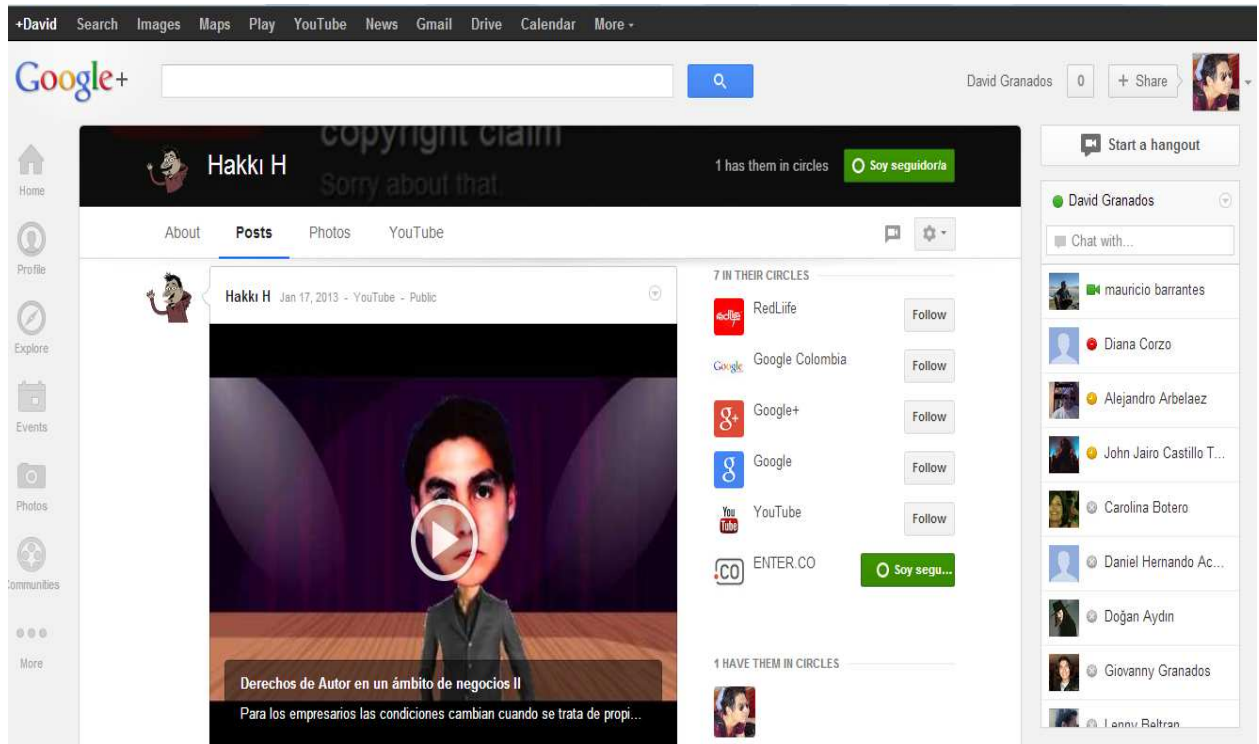 +David Search Images Maps Play YouTube News Gmail Drive Calendar More
Google+
David Granados 0 + Share
Home
Profile
Explore
Events
Photos
Communities
More
copyright claim
Sorry about that.
Hakkı H
1 has them in circles
Soy seguidor/a
About Posts Photos YouTube
Hakkı H Jan 17, 2013 - YouTube - Public
Derechos de Autor en un ámbito de negocios II
Para los empresarios las condiciones cambian cuando se trata de propi...
7 IN THEIR CIRCLES
RedLiife Follow
Google Google Colombia Follow
g+ Google+ Follow
g Google Follow
You Tube YouTube Follow
.CO ENTER.CO Soy segu...
1 HAVE THEM IN CIRCLES
Start a hangout
David Granados
Chat with...
mauricio barrantes
Diana Corzo
Alejandro Arbelaez
John Jairo Castillo T...
Carolina Botero
Daniel Hernando Ac...
Doğan Aydın
Giovanny Granados
Lenny Beltran